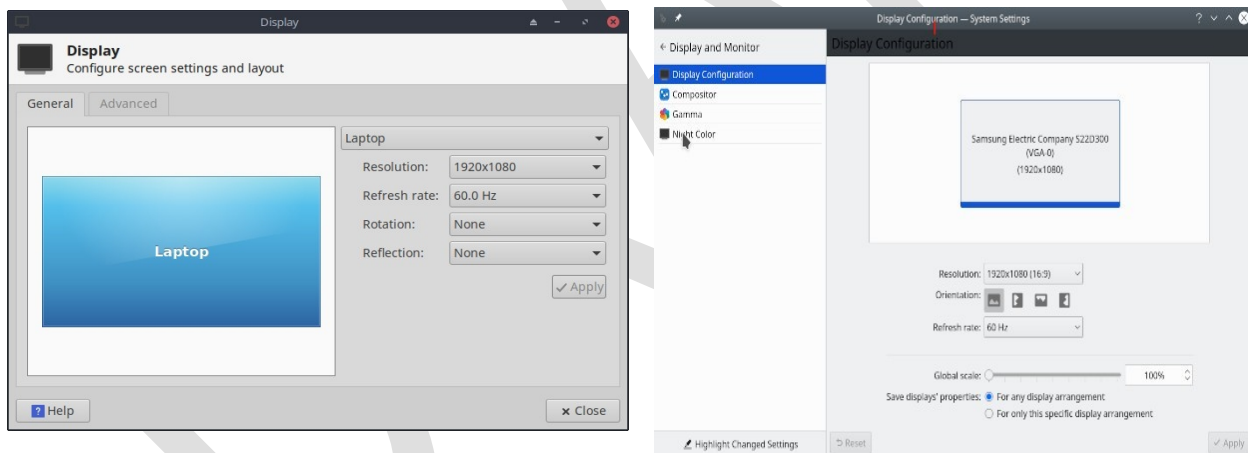 Display
Display
Configure screen settings and layout
General Advanced
Laptop
Laptop
Resolution: 1920x1080
Refresh rate: 60.0 Hz
Rotation: None
Reflection: None
Apply
Help
Close
Display Configuration — System Settings
Display and Monitor
Display Configuration
Compositor
Gamma
Night Color
Highlight Changed Settings
Display Configuration
Samsung Electric Company S22D300
(VGA-0)
(1920x1080)
Resolution: 1920x1080 (16:9)
Orientation:
Refresh rate: 60 Hz
Global scale: 100%
Save displays' properties: For any display arrangement
For only this specific display arrangement
Reset
Apply